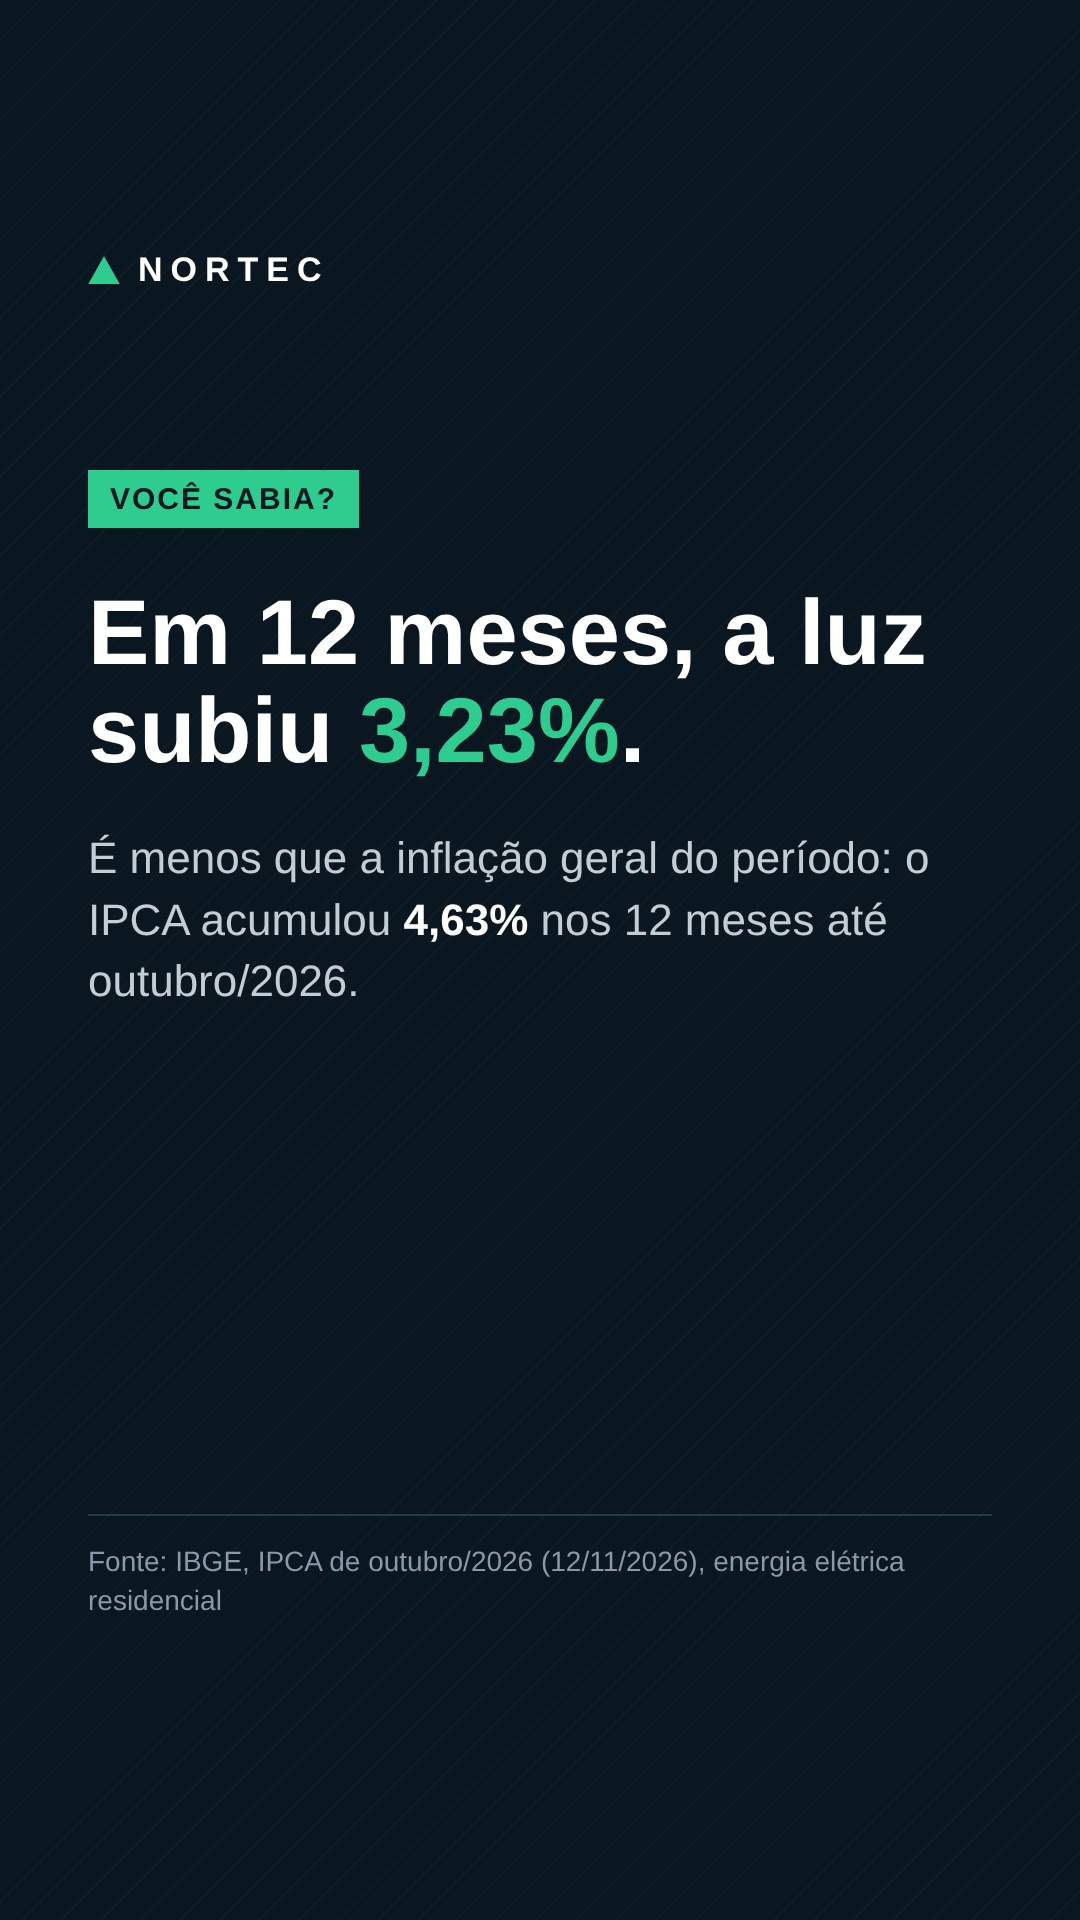 NORTEC
VOCÊ SABIA?
Em 12 meses, a luz
subiu 3,23%.
É menos que a inflação geral do período: o
IPCA acumulou 4,63% nos 12 meses até
outubro/2026.
Fonte: IBGE, IPCA de outubro/2026 (12/11/2026), energia elétrica
residencial